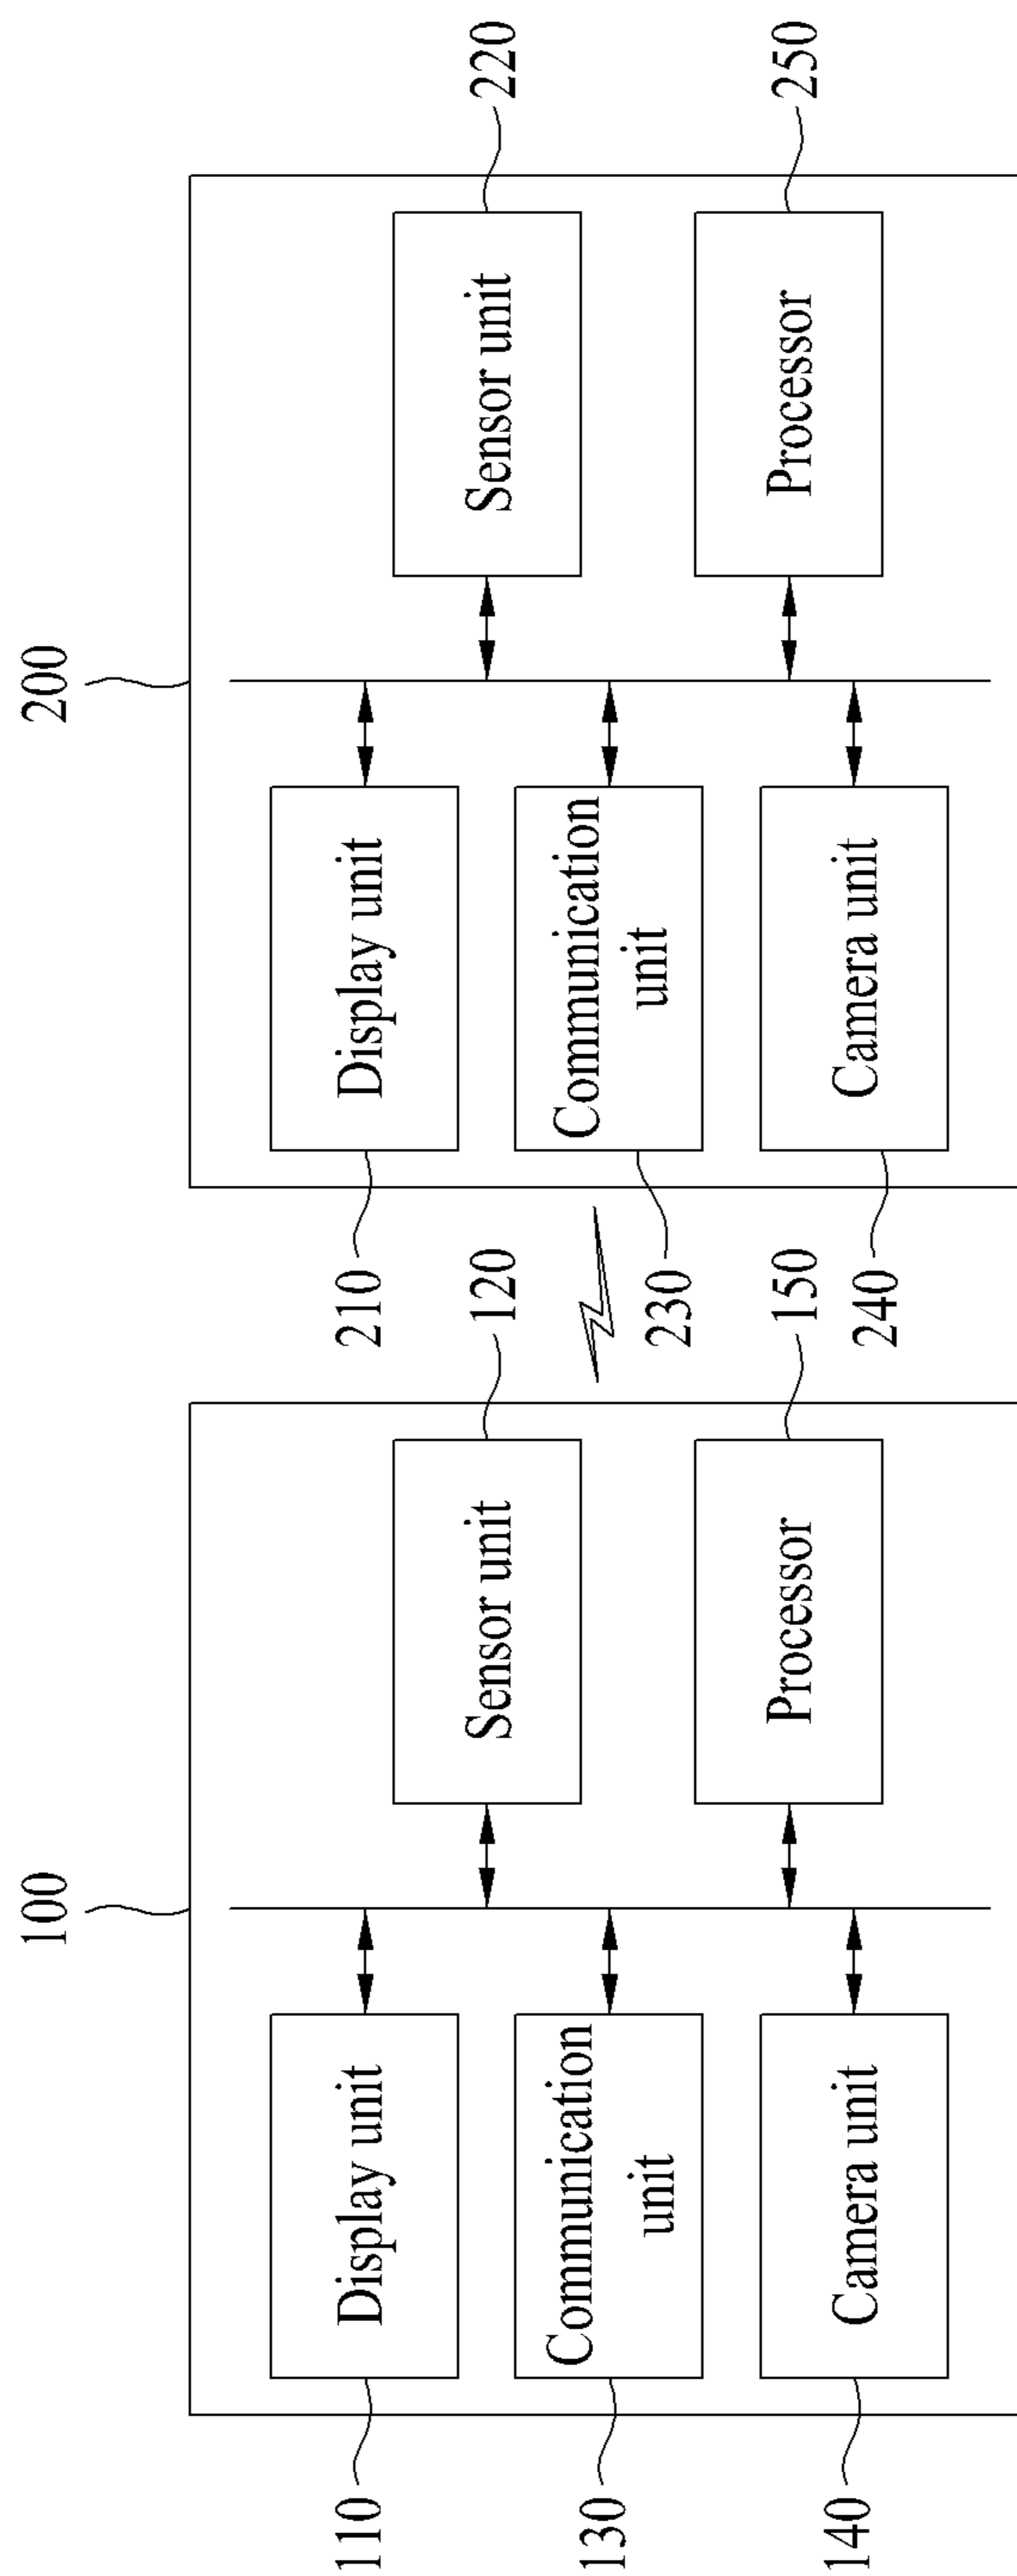 100
200
Display unit
Sensor unit
Display unit
Sensor unit
110
210
120
220
Communication
unit
Communication
unit
130
230
Processor
Processor
Camera unit
Camera unit
150
250
140
240